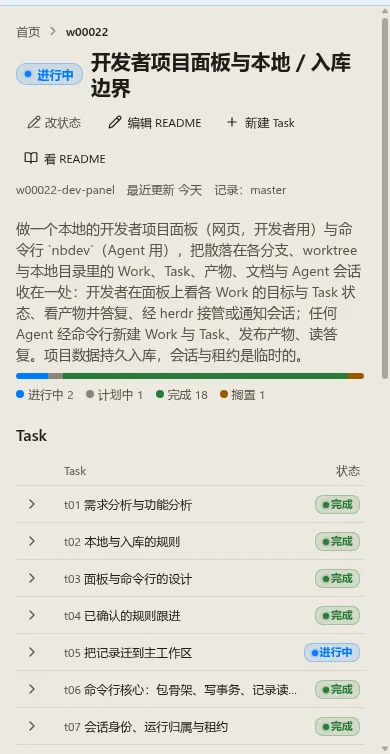 首页 > w00022
进行中 开发者项目面板与本地 / 入库
边界
改状态 编辑 README + 新建 Task
看 README
w00022-dev-panel 最近更新 今天 记录：master
做一个本地的开发者项目面板（网页，开发者用）与命
令行 `nbdev`（Agent 用），把散落在各分支、worktree
与本地目录里的 Work、Task、产物、文档与 Agent 会话
收在一处：开发者在面板上看各 Work 的目标与 Task 状
态、看产物并答复、经 herdr 接管或通知会话；任何
Agent 经命令行新建 Work 与 Task、发布产物、读答
复。项目数据持久入库，会话与租约是临时的。
进行中 2 计划中 1 完成 18 搁置 1
Task
Task 状态
t01 需求分析与功能分析 完成
t02 本地与入库的规则 完成
t03 面板与命令行的设计 完成
t04 已确认的规则跟进 完成
t05 把记录迁到主工作区 进行中
t06 命令行核心：包骨架、写事务、记录读... 完成
t07 会话身份、运行归属与租约 完成